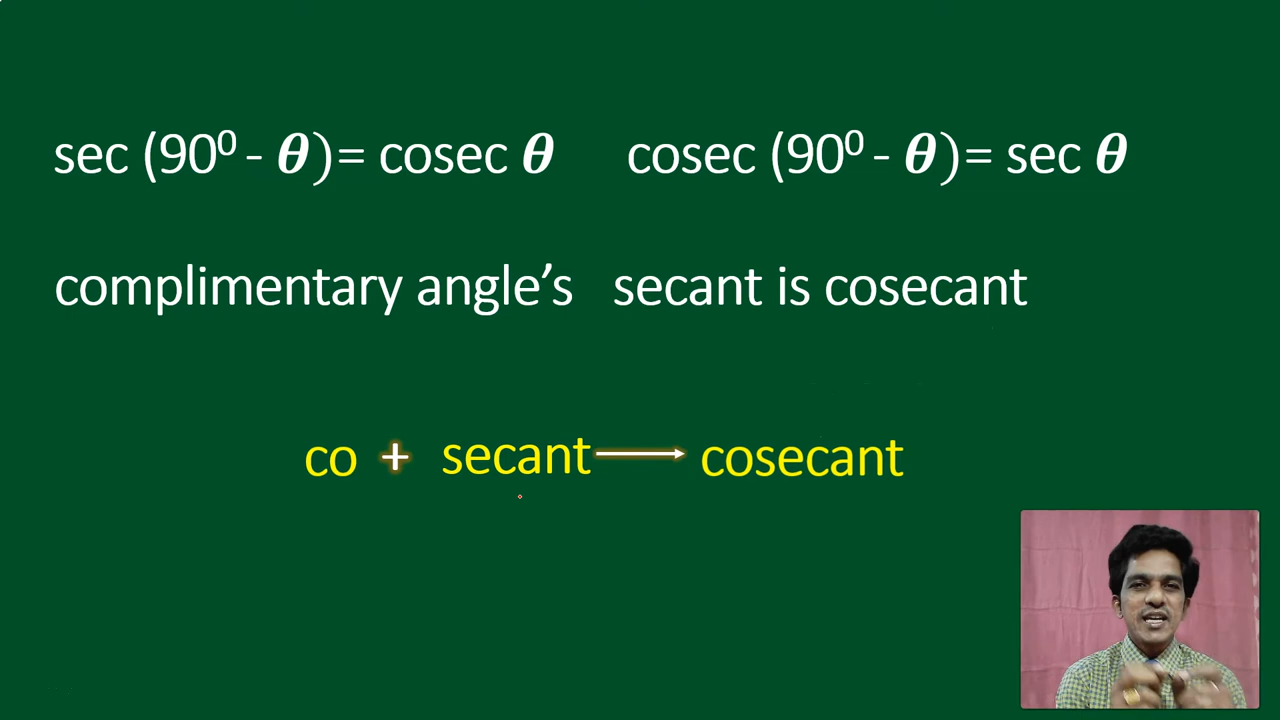 sec (90⁰ - θ) = cosec θ    cosec (90⁰ - θ) = sec θ
complimentary angle’s secant is cosecant
co + secant ⟶ cosecant